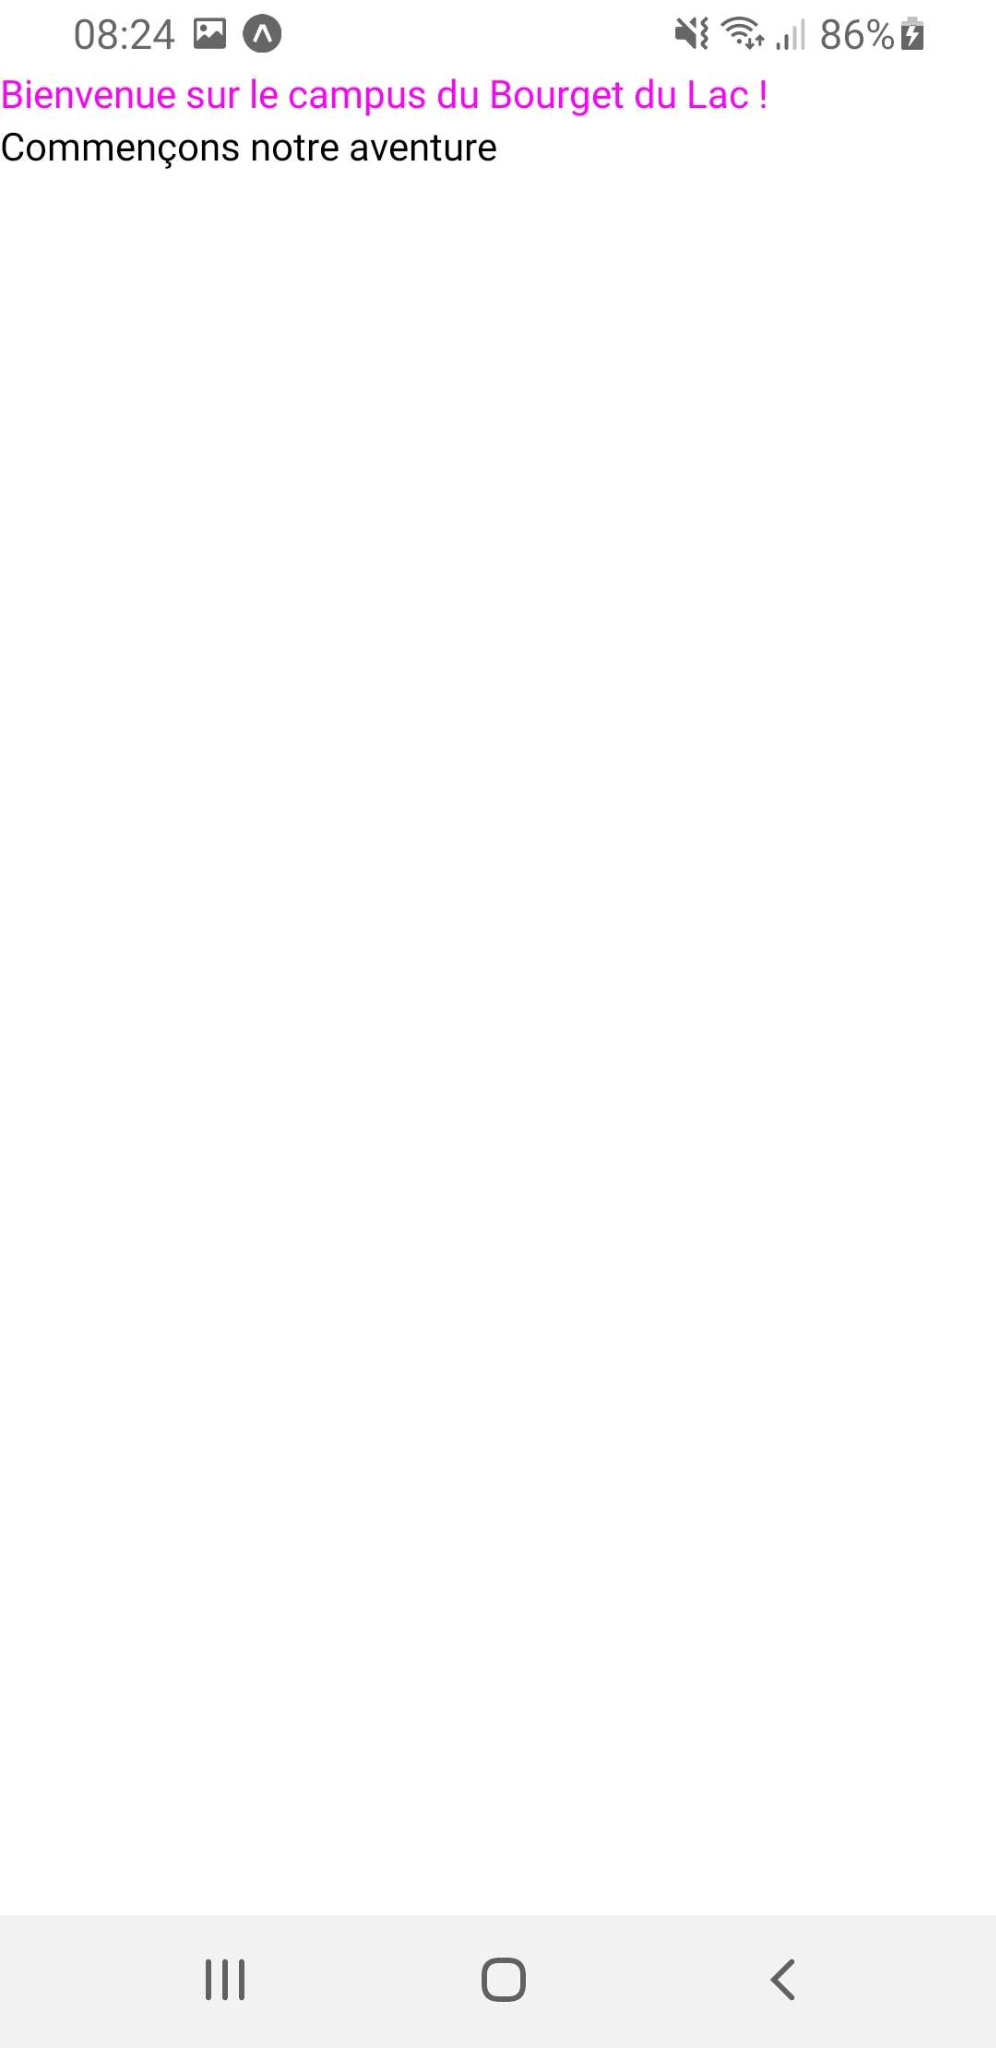 08:24 86%
Bienvenue sur le campus du Bourget du Lac !
Commençons notre aventure